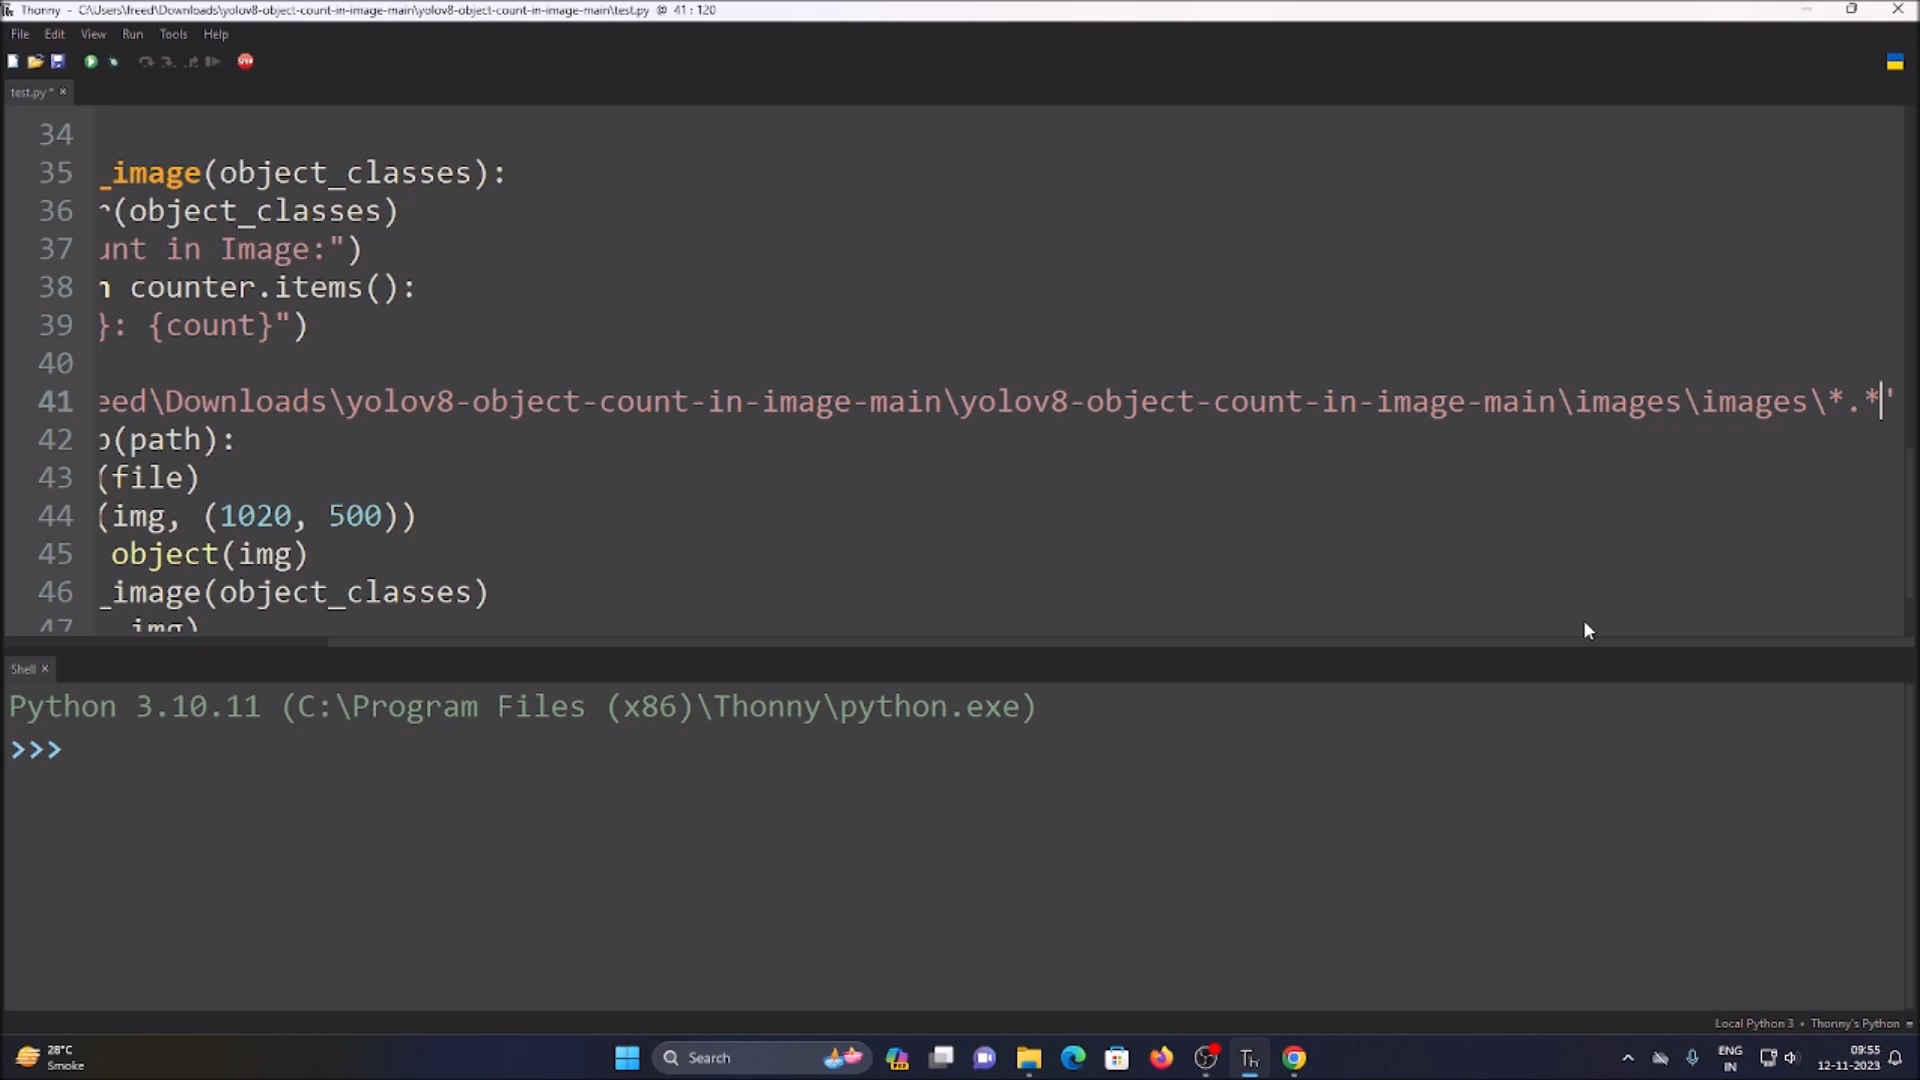 Thonny - C:\Users\freed\Downloads\yolov8-object-count-in-image-main\yolov8-object-count-in-image-main\test.py @ 41 : 120
File Edit View Run Tools Help
test.py *
34
35 _image(object_classes):
36 (object_classes)
37 unt in Image:")
38 n counter.items():
39 }: {count}")
40
41 eed\Downloads\yolov8-object-count-in-image-main\yolov8-object-count-in-image-main\images\images\*.*'
42 (path):
43 (file)
44 (img, (1020, 500))
45 object(img)
46 _image(object_classes)
47 img)
Shell
Python 3.10.11 (C:\Program Files (x86)\Thonny\python.exe)
>>>
Local Python 3 • Thonny's Python
28°C
Smoke
Search
ENG
IN
09:55
12-11-2023